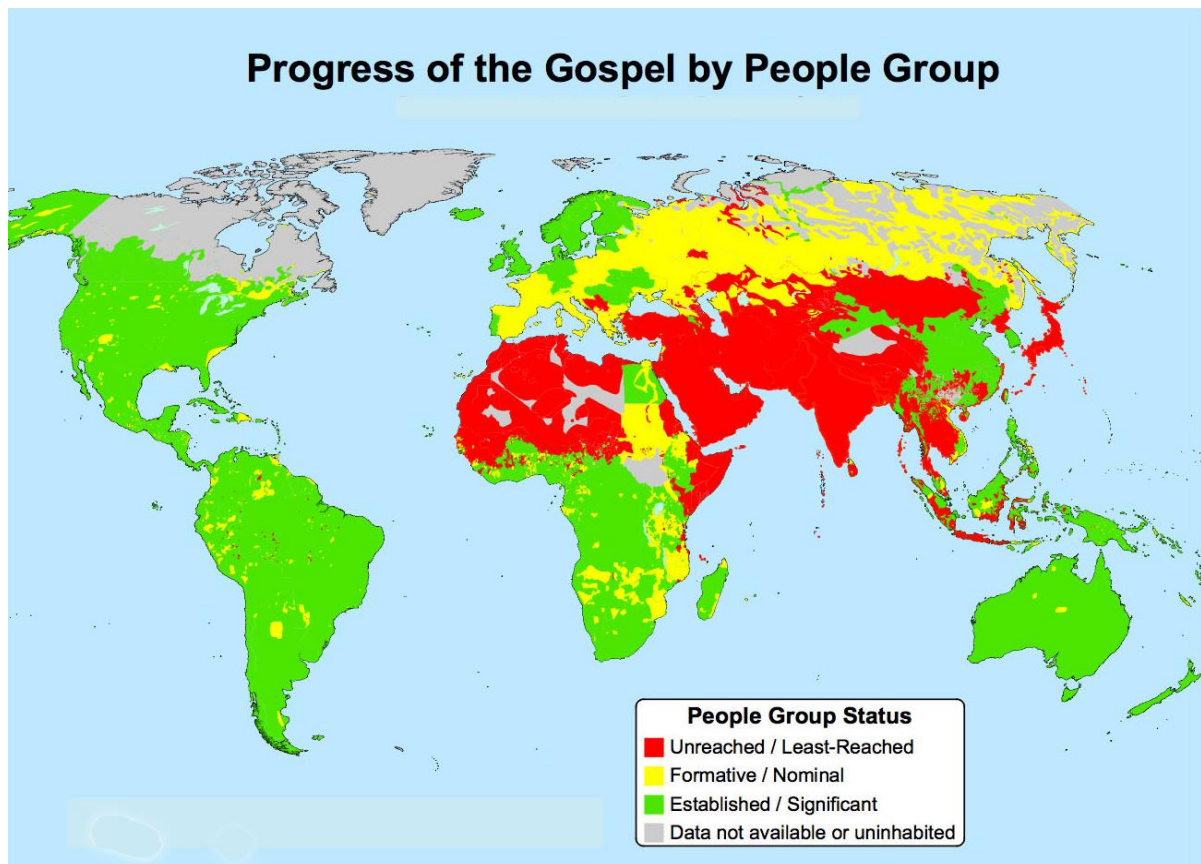 Progress of the Gospel by People Group
People Group Status
Unreached / Least-Reached
Formative / Nominal
Established / Significant
Data not available or uninhabited